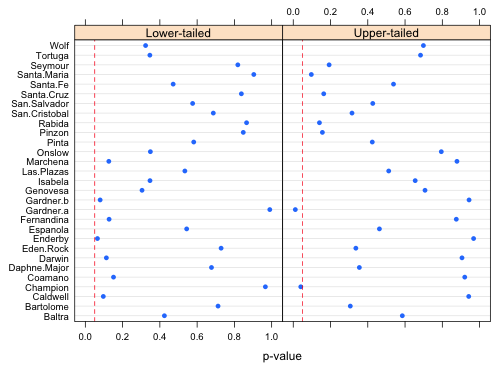 0.0 0.2 0.4 0.6 0.8 1.0
Lower-tailed Upper-tailed
Wolf
Tortuga
Seymour
Santa.Maria
Santa.Fe
Santa.Cruz
San.Salvador
San.Cristobal
Rabida
Pinzon
Pinta
Onslow
Marchena
Las.Plazas
Isabela
Genovesa
Gardner.b
Gardner.a
Fernandina
Espanola
Enderby
Eden.Rock
Darwin
Daphne.Major
Coamano
Champion
Caldwell
Bartolome
Baltra
0.0 0.2 0.4 0.6 0.8 1.0
p-value